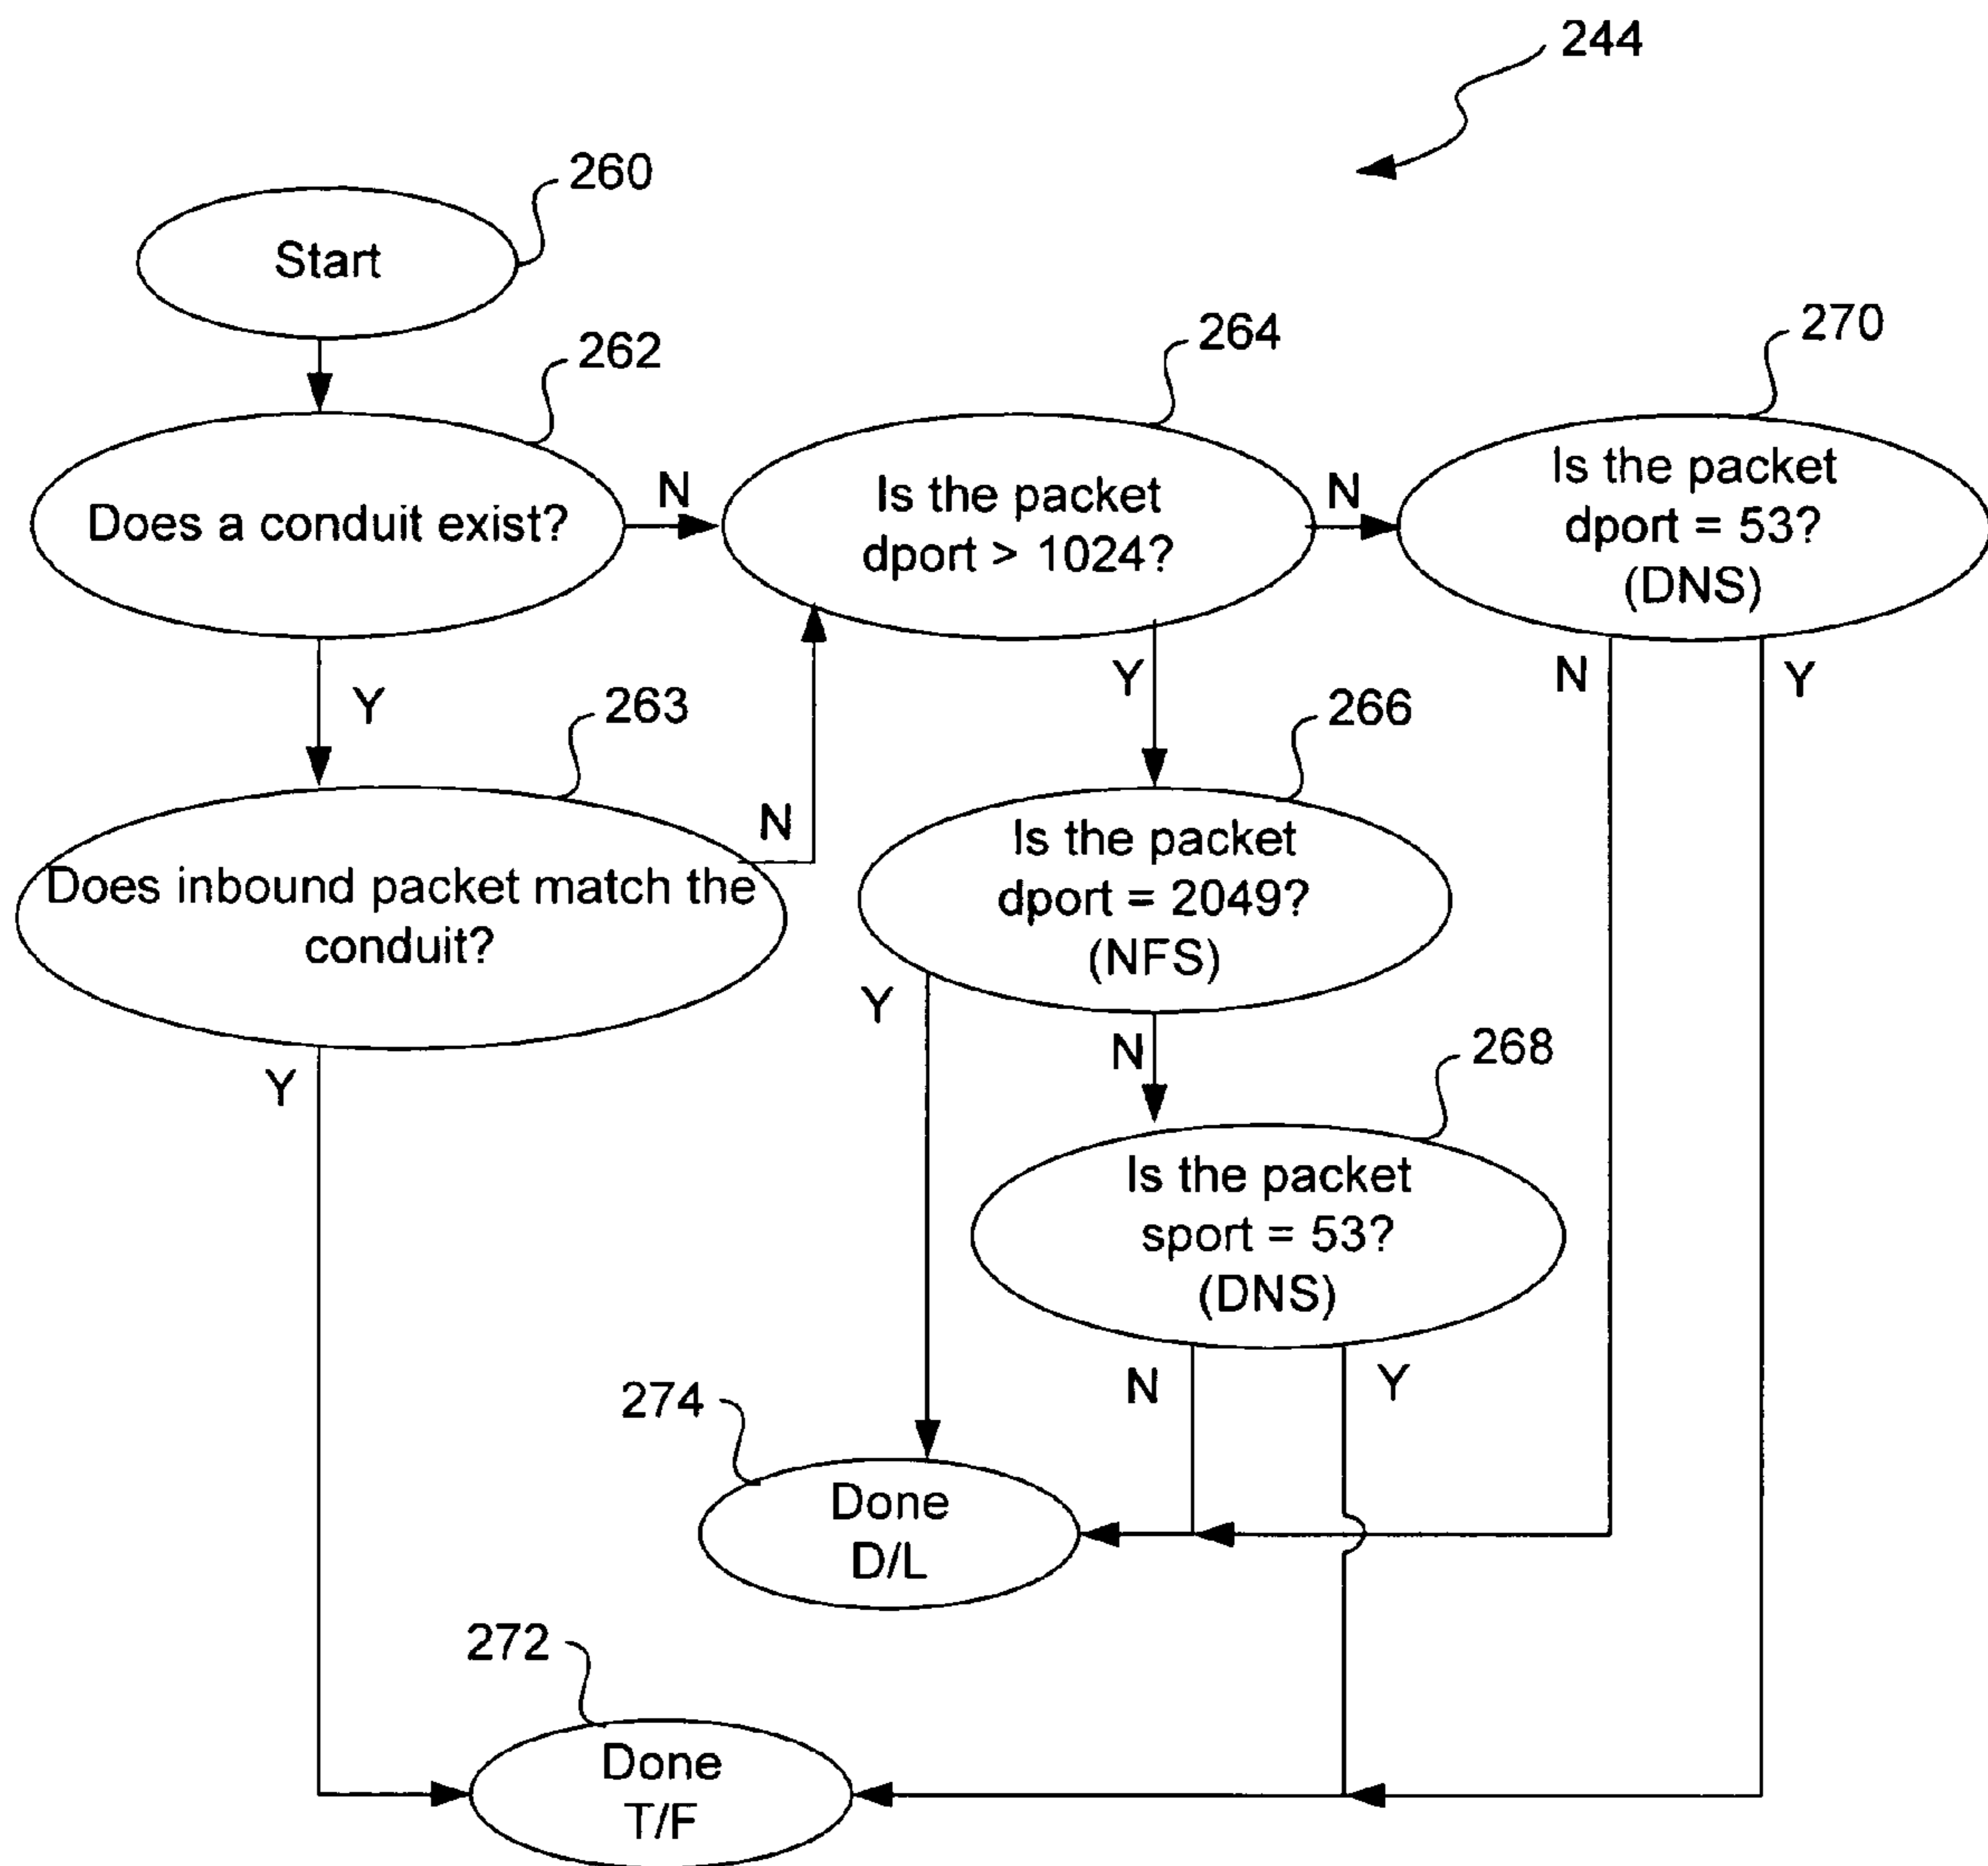 244
260
Start
262
264
270
Does a conduit exist?
N
Is the packet
dport > 1024?
N
Is the packet
dport = 53?
(DNS)
Y
263
Y
266
N
Y
Does inbound packet match the
conduit?
N
Is the packet
dport = 2049?
(NFS)
Y
Y
N
268
Is the packet
sport = 53?
(DNS)
N
Y
274
Done
D/L
272
Done
T/F